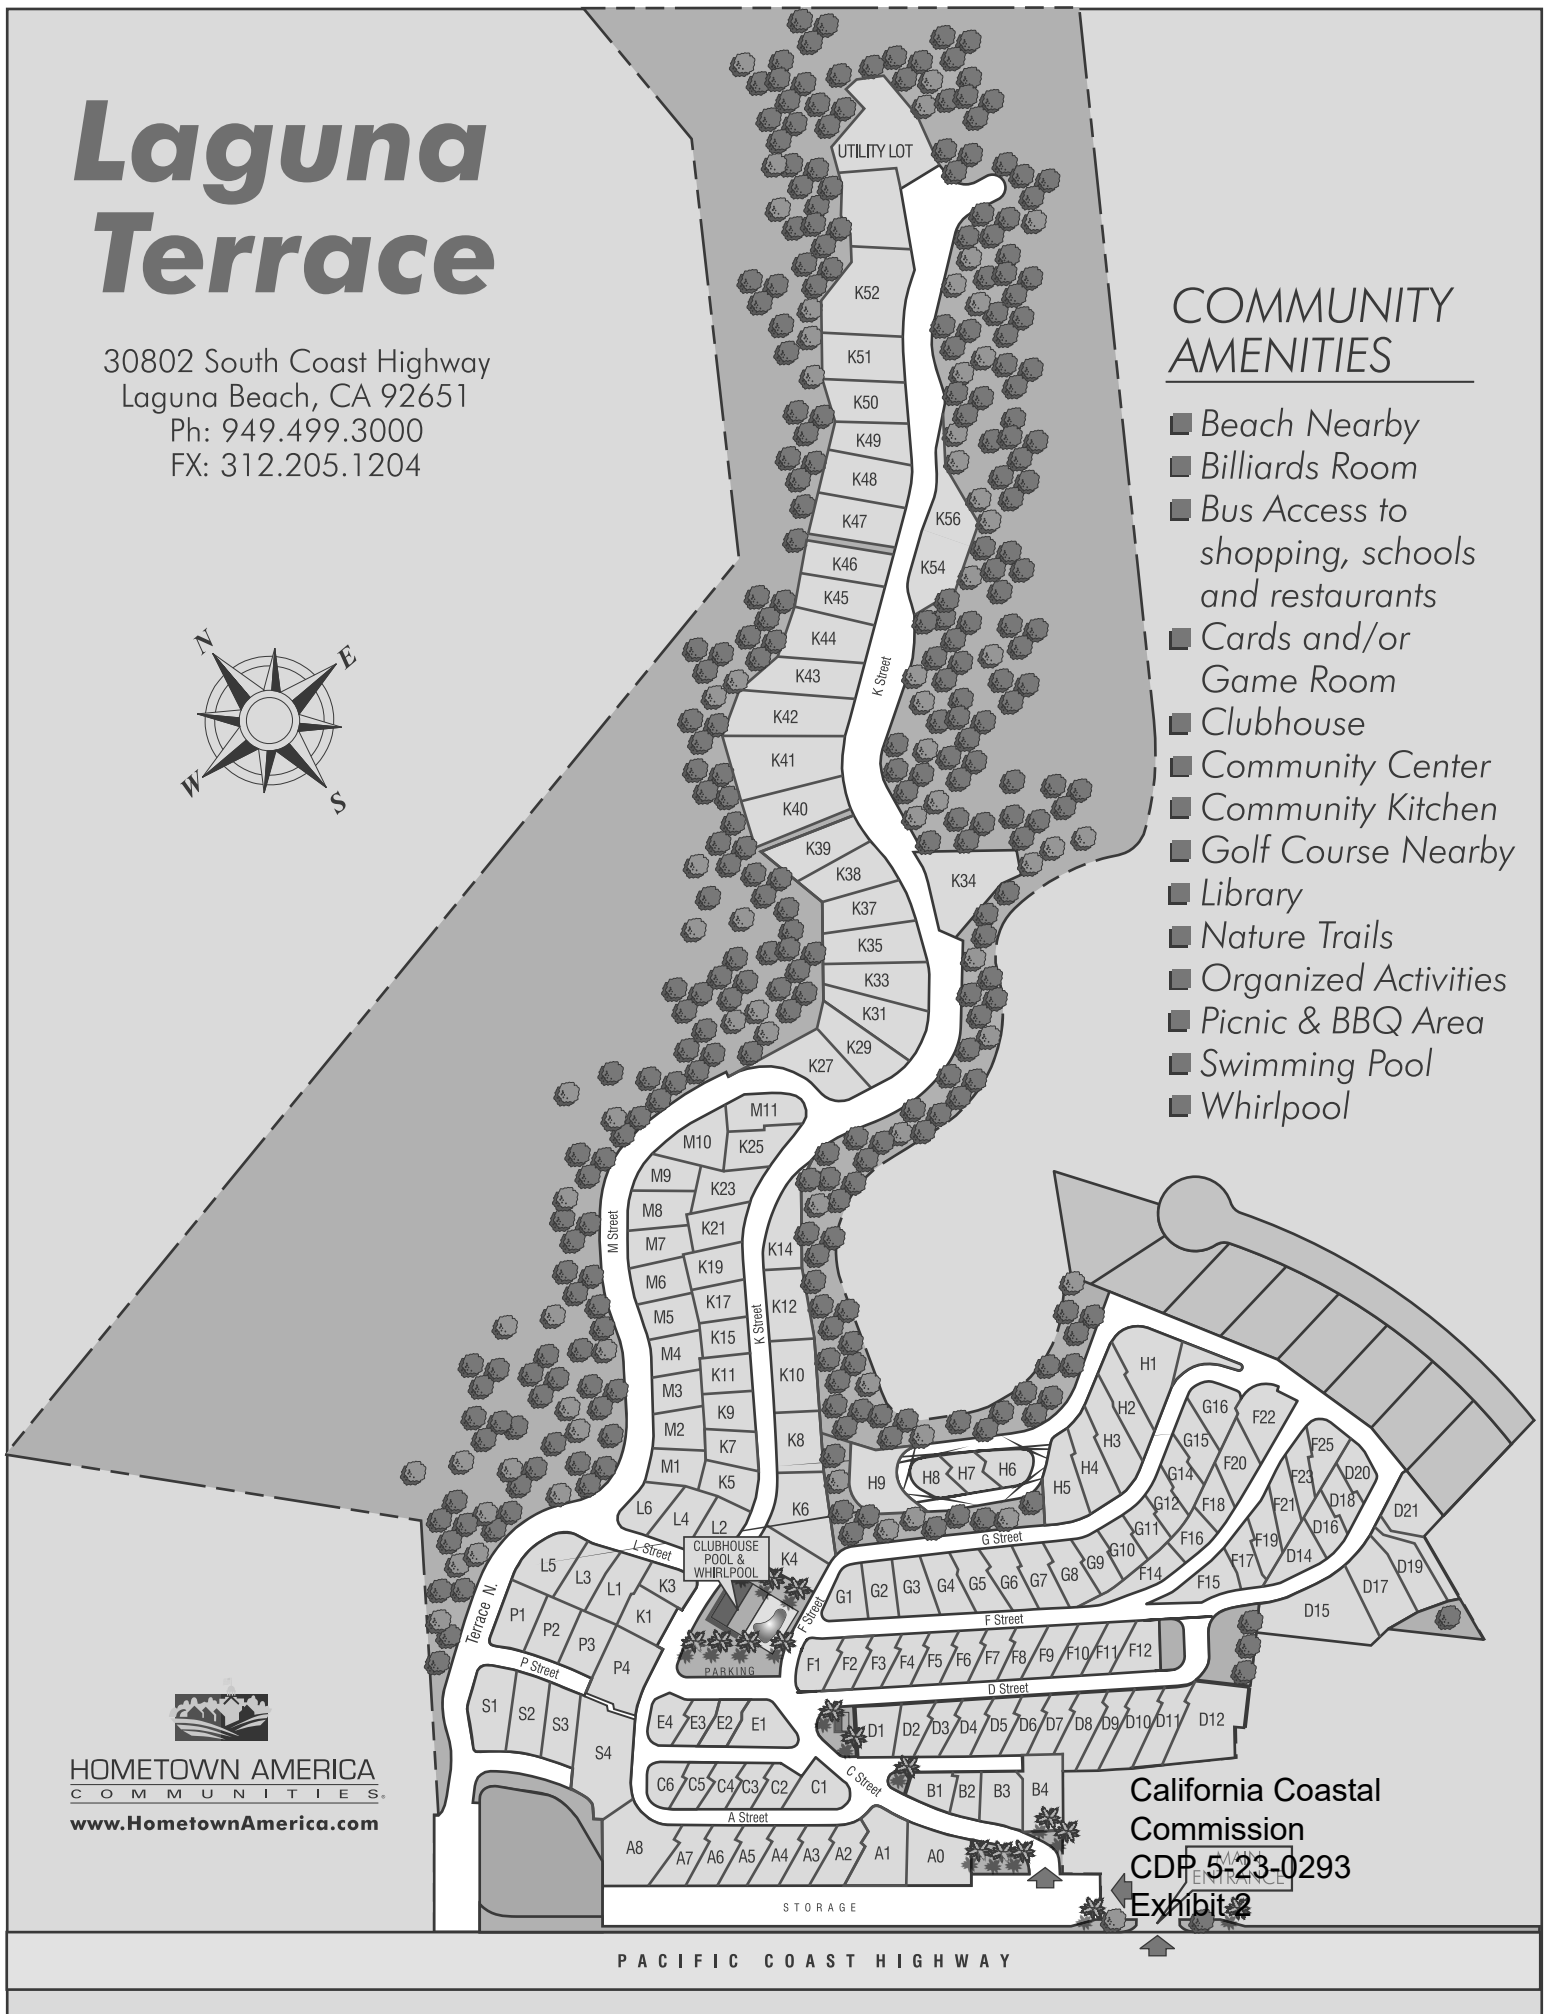 Laguna
Terrace
30802 South Coast Highway
Laguna Beach, CA 92651
Ph: 949.499.3000
FX: 312.205.1204
N
E
W
S
COMMUNITY
AMENITIES
Beach Nearby
Billiards Room
Bus Access to
shopping, schools
and restaurants
Cards and/or
Game Room
Clubhouse
Community Center
Community Kitchen
Golf Course Nearby
Library
Nature Trails
Organized Activities
Picnic & BBQ Area
Swimming Pool
Whirlpool
UTILITY LOT
K52
K51
K50
K49
K48
K47
K56
K46
K54
K45
K44
K43
K Street
K42
K41
K40
K39
K38
K34
K37
K35
K33
K31
K29
K27
M11
M10
K25
M9
K23
M8
K21
M Street
M7
K14
K19
M6
K17
K12
M5
K Street
K15
M4
K11
K10
M3
K9
M2
K8
K7
M1
K5
L6
L4
L2
K6
L Street
K4
CLUBHOUSE
POOL &
WHIRLPOOL
L5
L3
L1
K3
K1
P1
P2
P3
P4
Terrace N.
P Street
PARKING
S1
S2
S3
S4
H1
H2
H3
H4
H5
H6
H7
H8
H9
G16
G15
G14
G12
G11
G10
G9
G8
G7
G6
G5
G4
G3
G2
G1
G Street
F22
F20
F18
F16
F14
F25
F23
F21
F19
F17
F15
D20
D18
D16
D14
D21
D19
D17
D15
F Street
F Street
F1
F2
F3
F4
F5
F6
F7
F8
F9
F10
F11
F12
D Street
D1
D2
D3
D4
D5
D6
D7
D8
D9
D10
D11
D12
E4
E3
E2
E1
C6
C5
C4
C3
C2
C1
C Street
B1
B2
B3
B4
A Street
A8
A7
A6
A5
A4
A3
A2
A1
A0
STORAGE
MAIN
ENTRANCE
California Coastal
Commission
CDP 5-23-0293
Exhibit 2
HOMETOWN AMERICA
COMMUNITIES®
www.HometownAmerica.com
PACIFIC COAST HIGHWAY